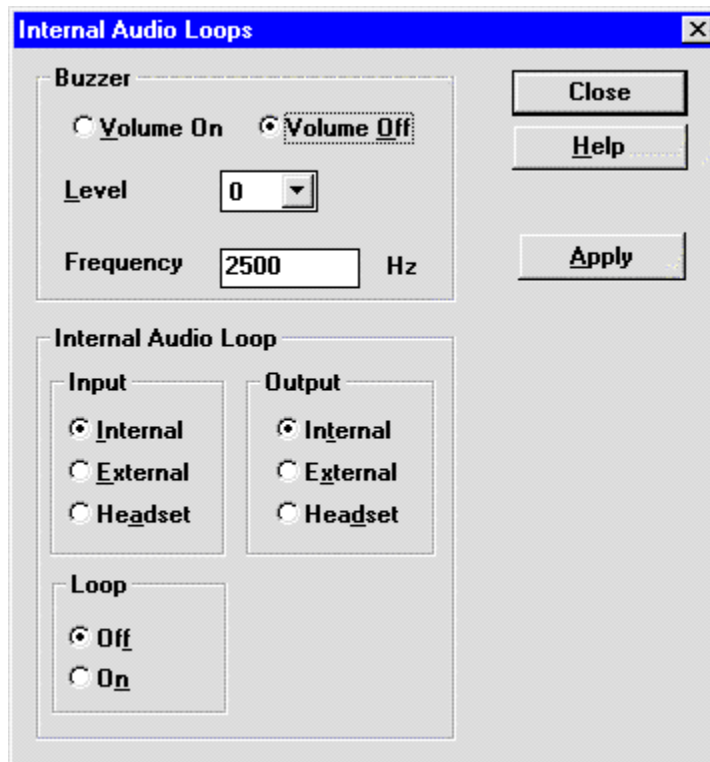 Internal Audio Loops
Buzzer
Volume On
Volume Off
Level
0
Frequency
2500
Hz
Close
Help
Apply
Internal Audio Loop
Input
Internal
External
Headset
Output
Internal
External
Headset
Loop
Off
On